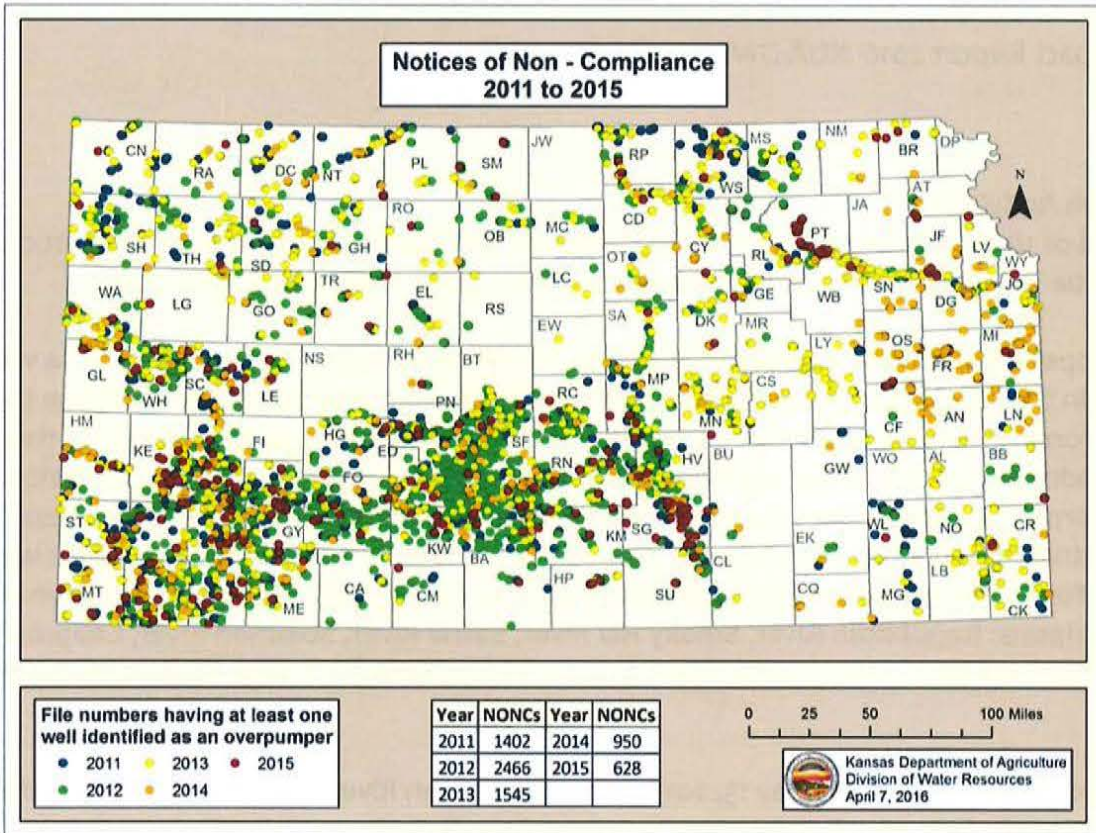 Notices of Non - Compliance
2011 to 2015
CN RA DC NT PL SM JW RP WS MS NM BR DP
SH TH SD GH RO OB MC CD CY RL PT JA AT JF LV WY
WA LG GO TR EL RS LC OT SA DK GE WB SN DG JO
GL WH SC LE NS RH BT EW MP MR LY OS FR MI
HM KE FI HG PN ED SF RC RN MN CS CF AN LN
ST GY FO KW BA KM SG HV BU GW WO AL BB
MT ME CA CM HP SU CL EK CQ WL MG NO LB CR CK
N
File numbers having at least one
well identified as an overpumper
2011 2013 2015
2012 2014
Year NONCs Year NONCs
2011 1402 2014 950
2012 2466 2015 628
2013 1545
0 25 50 100 Miles
Kansas Department of Agriculture
Division of Water Resources
April 7, 2016